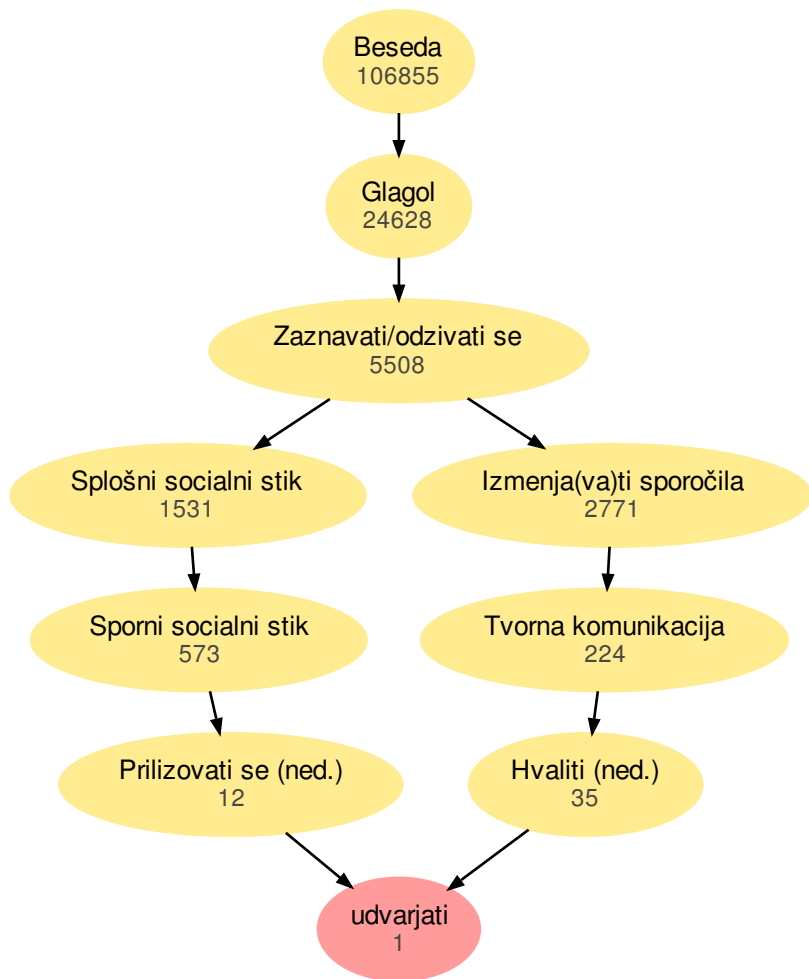 Beseda
106855
Glagol
24628
Zaznavati/odzivati se
5508
Splošni socialni stik
1531
Izmenja(va)ti sporočila
2771
Sporni socialni stik
573
Tvorna komunikacija
224
Prilizovati se (ned.)
12
Hvaliti (ned.)
35
udvarjati
1